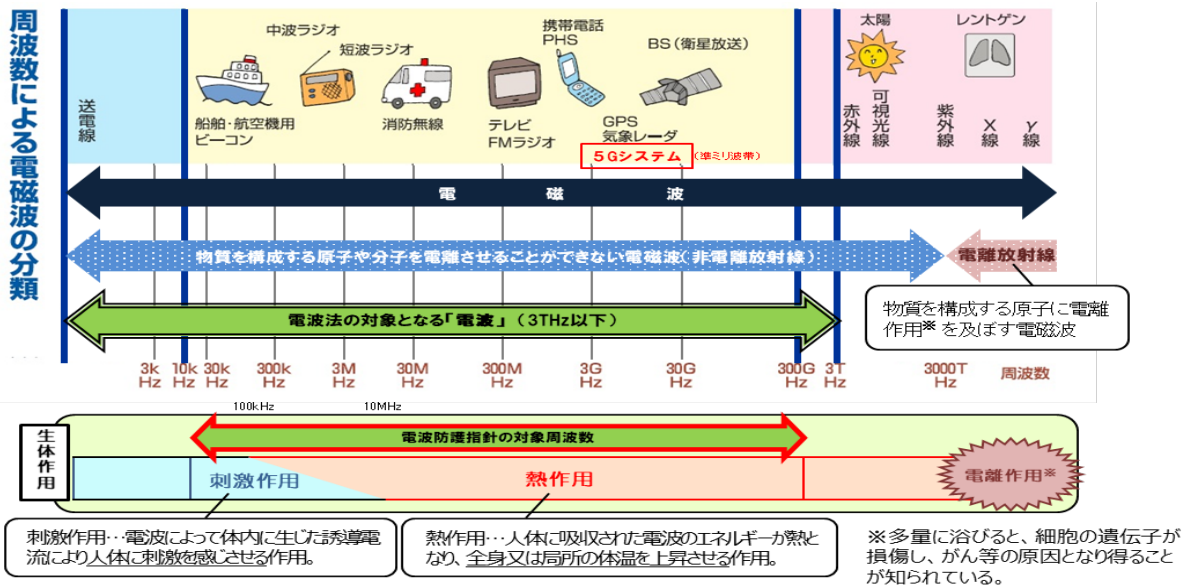 周波数による電磁波の分類
送電線
中波ラジオ
短波ラジオ
船舶・航空機用
ビーコン
消防無線
テレビ
FMラジオ
携帯電話
PHS
GPS
気象レーダ
5Gシステム
(準ミリ波帯)
BS(衛星放送)
太陽
赤外線
可視光線
レントゲン
紫外線
X線
γ線
電磁波
物質を構成する原子や分子を電離させることができない電磁波(非電離放射線)
電離放射線
物質を構成する原子に電離
作用※を及ぼす電磁波
電波法の対象となる「電波」(3THz以下)
3k
Hz
10k
Hz
30k
Hz
300k
Hz
3M
Hz
30M
Hz
300M
Hz
3G
Hz
30G
Hz
300G
Hz
3T
Hz
3000T
Hz
周波数
100kHz
10MHz
生体作用
電波防護指針の対象周波数
刺激作用
熱作用
電離作用※
刺激作用…電波によって体内に生じた誘導電
流により人体に刺激を感じさせる作用。
熱作用…人体に吸収された電波のエネルギーが熱と
なり、全身又は局所の体温を上昇させる作用。
※多量に浴びると、細胞の遺伝子が
損傷し、がん等の原因となり得ること
が知られている。